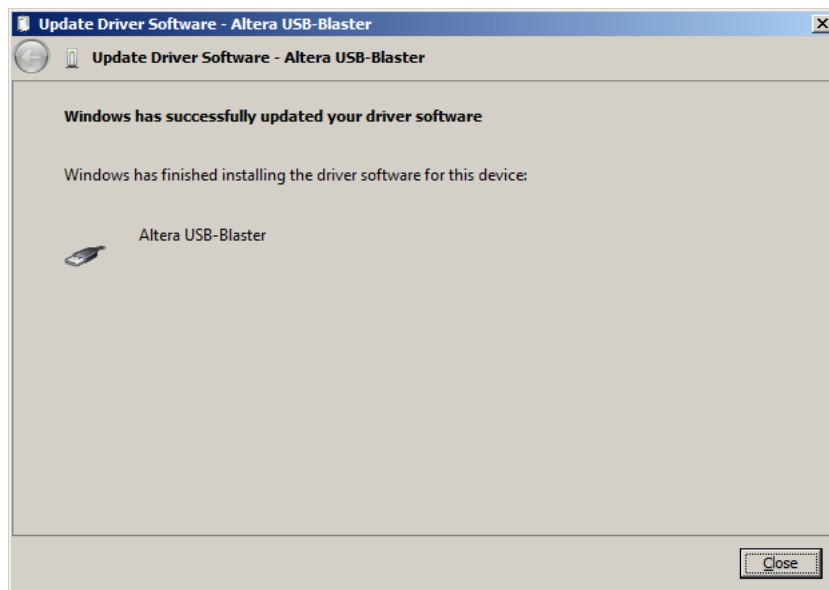 Update Driver Software - Altera USB-Blaster
Update Driver Software - Altera USB-Blaster
Windows has successfully updated your driver software
Windows has finished installing the driver software for this device:
Altera USB-Blaster
Close